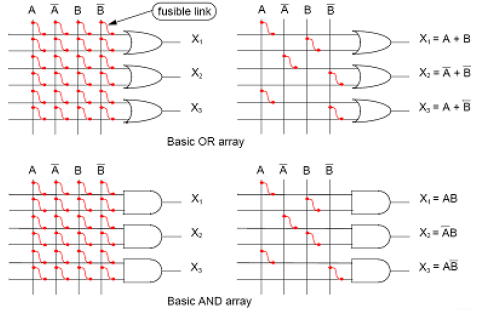 A A̅ B B̅ fusible link A A̅ B B̅
X₁ X₁ = A + B
X₂ X₂ = A̅ + B̅
X₃ X₃ = A + B̅
Basic OR array
A A̅ B B̅ A A̅ B B̅
X₁ X₁ = AB
X₂ X₂ = A̅B
X₃ X₃ = AB̅
Basic AND array